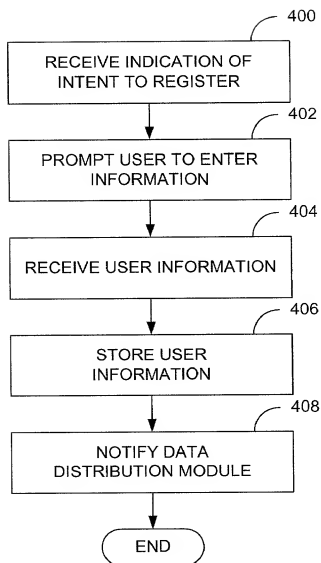 400
RECEIVE INDICATION OF
INTENT TO REGISTER
402
PROMPT USER TO ENTER
INFORMATION
404
RECEIVE USER INFORMATION
406
STORE USER
INFORMATION
408
NOTIFY DATA
DISTRIBUTION MODULE
END